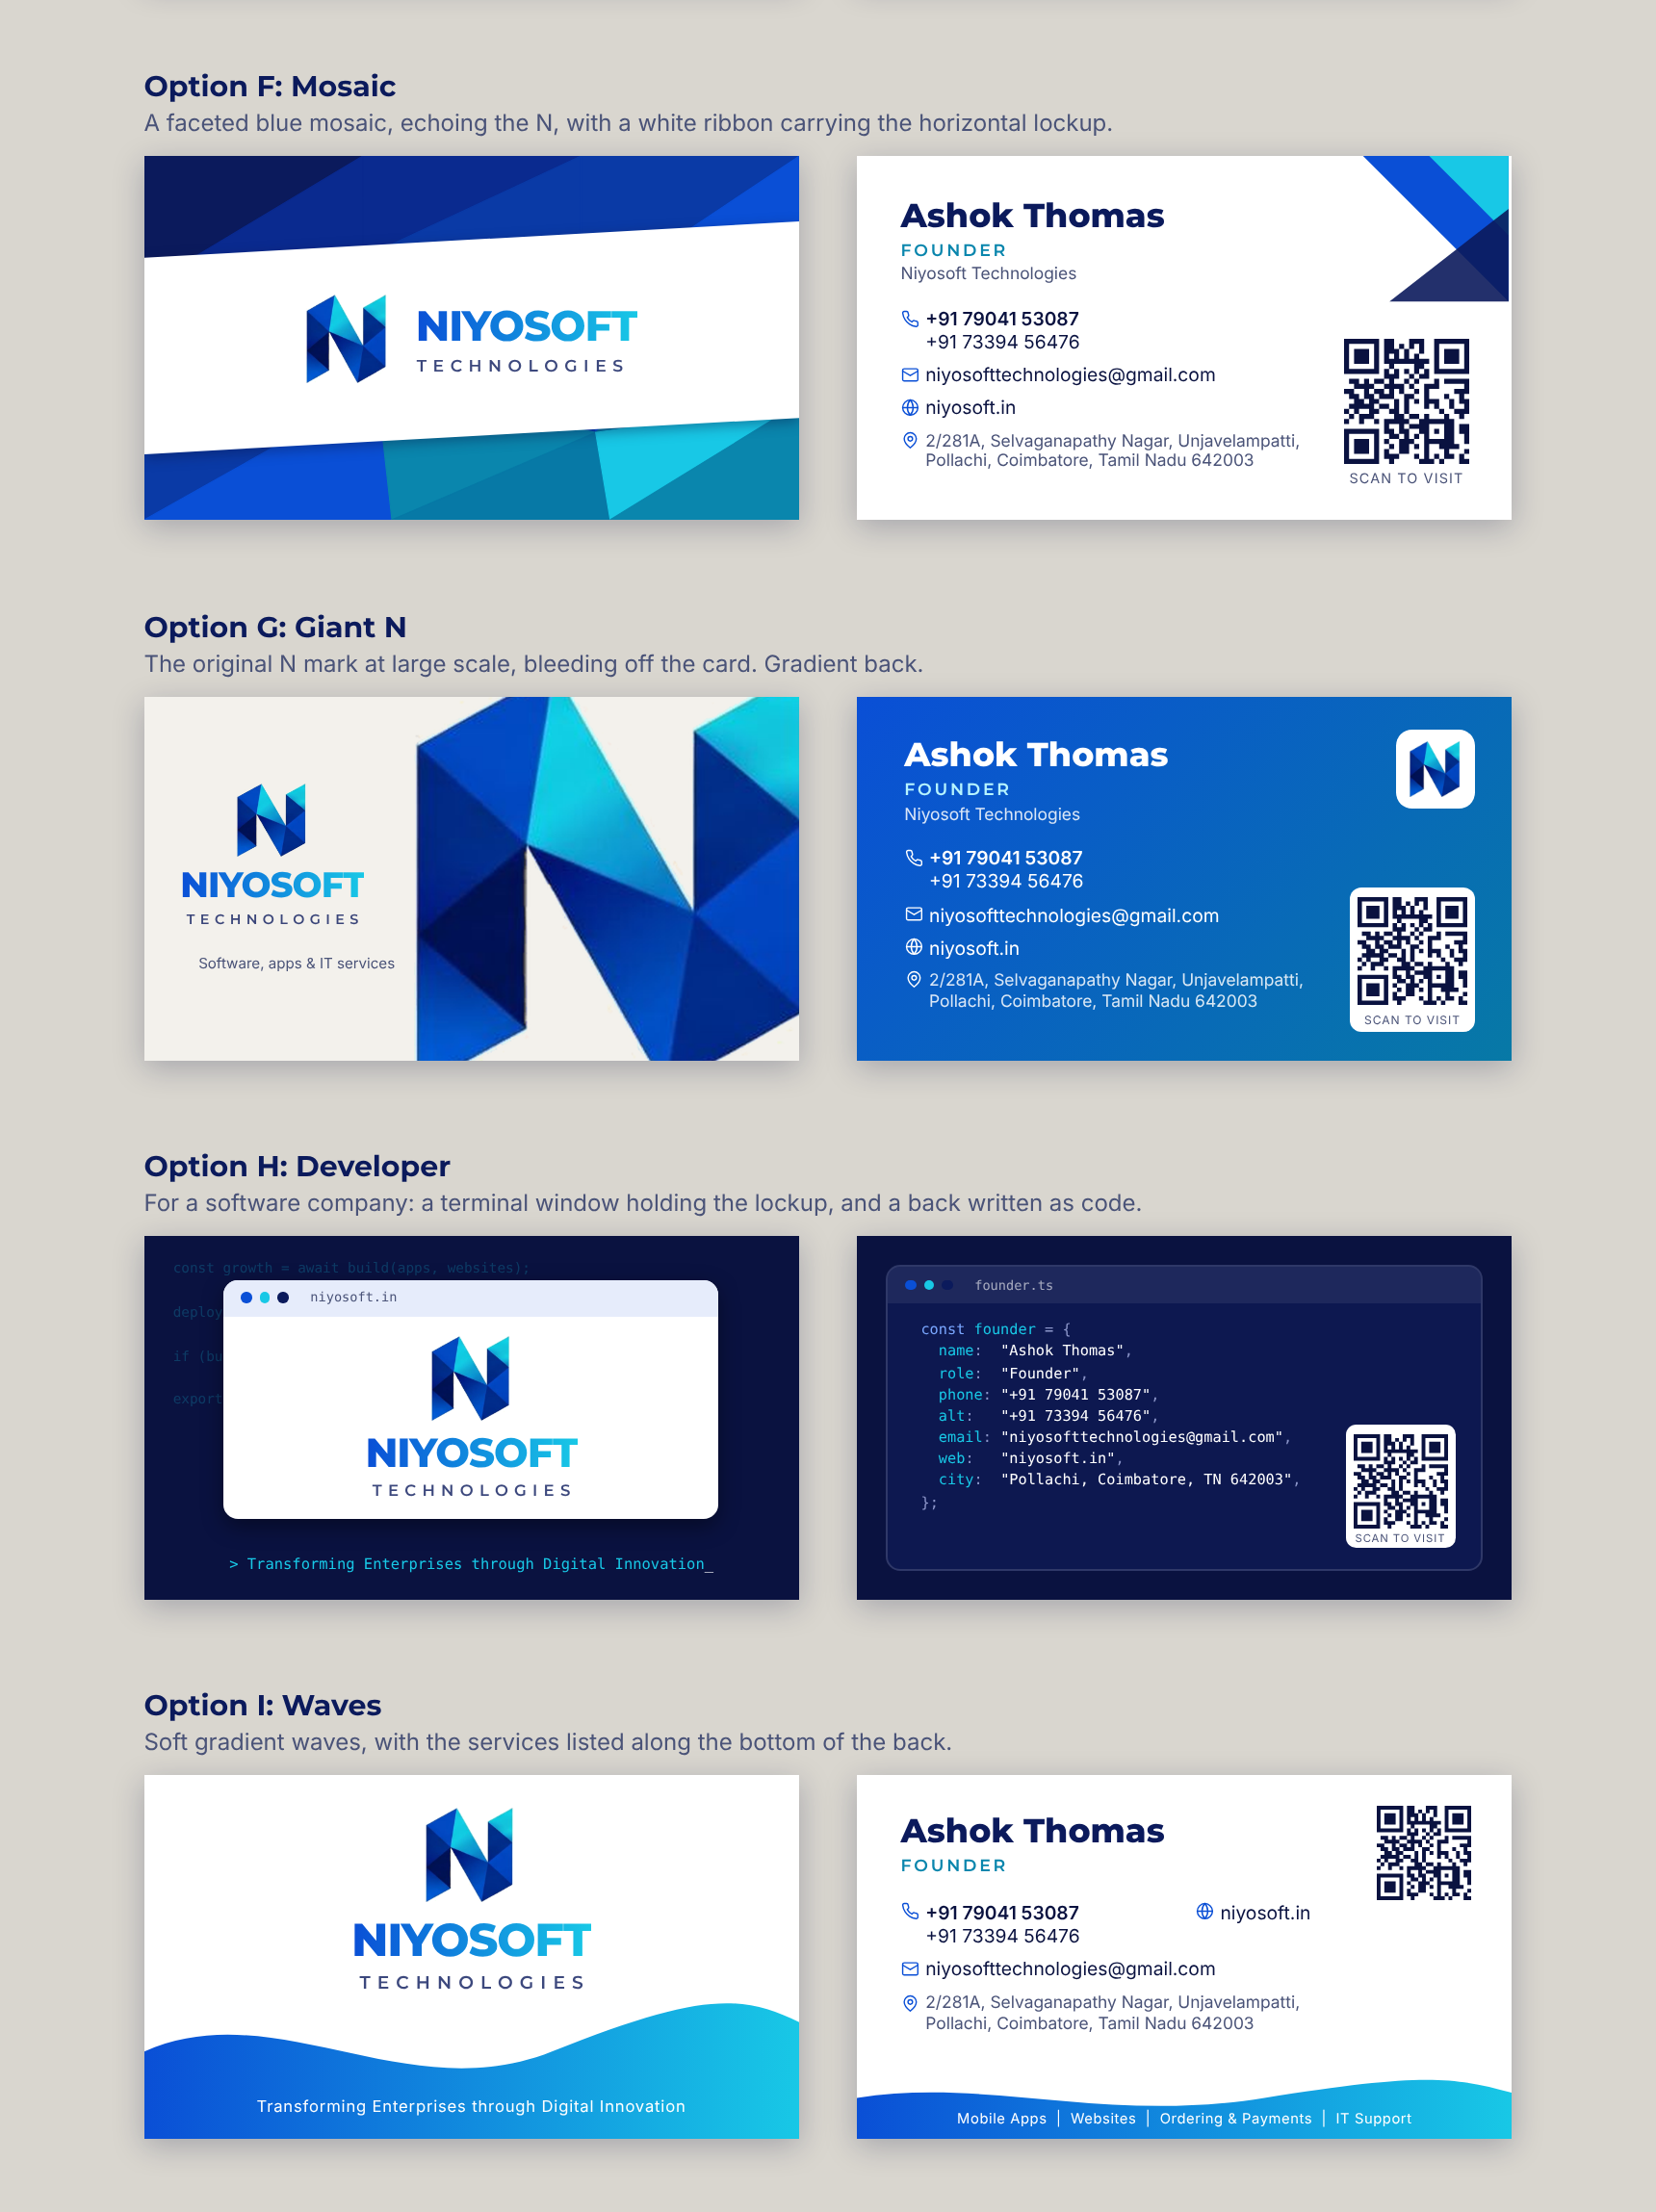 Option F: Mosaic
A faceted blue mosaic, echoing the N, with a white ribbon carrying the horizontal lockup.
NIYOSOFT
TECHNOLOGIES
Ashok Thomas
FOUNDER
Niyosoft Technologies
+91 79041 53087
+91 73394 56476
niyosofttechnologies@gmail.com
niyosoft.in
2/281A, Selvaganapathy Nagar, Unjavelampatti,
Pollachi, Coimbatore, Tamil Nadu 642003
SCAN TO VISIT
Option G: Giant N
The original N mark at large scale, bleeding off the card. Gradient back.
NIYOSOFT
TECHNOLOGIES
Software, apps & IT services
Ashok Thomas
FOUNDER
Niyosoft Technologies
+91 79041 53087
+91 73394 56476
niyosofttechnologies@gmail.com
niyosoft.in
2/281A, Selvaganapathy Nagar, Unjavelampatti,
Pollachi, Coimbatore, Tamil Nadu 642003
SCAN TO VISIT
Option H: Developer
For a software company: a terminal window holding the lockup, and a back written as code.
const growth = await build(apps, websites);
deploy
if (bu
export
niyosoft.in
NIYOSOFT
TECHNOLOGIES
> Transforming Enterprises through Digital Innovation_
founder.ts
const founder = {
name: "Ashok Thomas",
role: "Founder",
phone: "+91 79041 53087",
alt: "+91 73394 56476",
email: "niyosofttechnologies@gmail.com",
web: "niyosoft.in",
city: "Pollachi, Coimbatore, TN 642003",
};
SCAN TO VISIT
Option I: Waves
Soft gradient waves, with the services listed along the bottom of the back.
NIYOSOFT
TECHNOLOGIES
Transforming Enterprises through Digital Innovation
Ashok Thomas
FOUNDER
+91 79041 53087
+91 73394 56476
niyosoft.in
niyosofttechnologies@gmail.com
2/281A, Selvaganapathy Nagar, Unjavelampatti,
Pollachi, Coimbatore, Tamil Nadu 642003
Mobile Apps | Websites | Ordering & Payments | IT Support